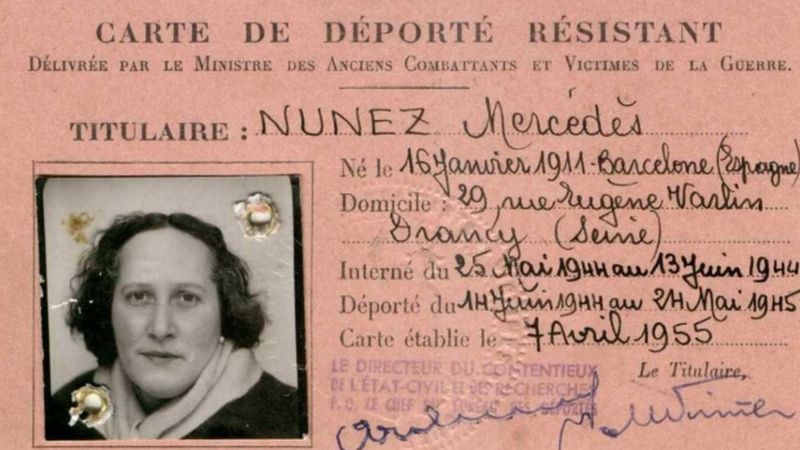 CARTE DE DÉPORTÉ RÉSISTANT
DÉLIVRÉE PAR LE MINISTRE DES ANCIENS COMBATTANTS ET VICTIMES DE LA GUERRE.
TITULAIRE : NUNEZ Mercédès
Né le 16 Janvier 1911 - Barcelone (Espagne)
Domicile : 29 rue Eugène Varlin
Drancy (Seine)
Interné du 25 Mai 1944 au 13 Juin 1944
Déporté du 14 Juin 1944 au 24 Mai 1945
Carte établie le 7 Avril 1955
LE DIRECTEUR DU CONTENTIEUX
DE L'ÉTAT-CIVIL ET DES RECHERCHES
P. O. LE CHEF DES DÉPORTÉS
Le Titulaire,